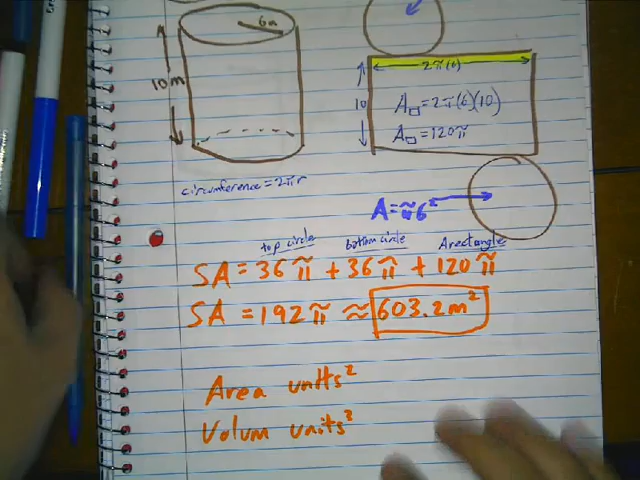 6m
10m
2π(6)
10
A▭=2π(6)(10)
A▭=120π
circumference=2πr
A=π6²
top circle bottom circle Arectangle
SA=36π+36π+120π
SA=192π≈603.2m²
Area units²
Volum units³